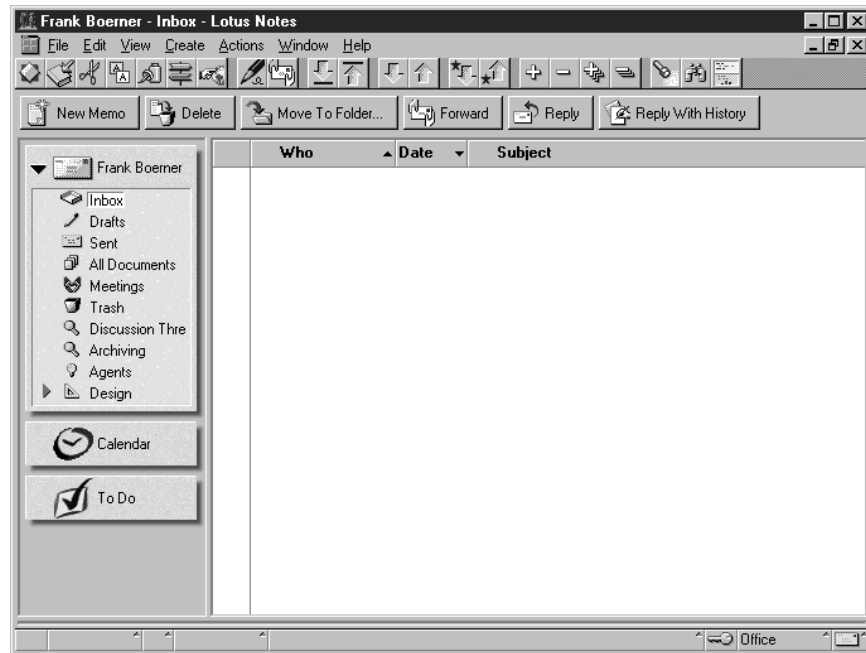 Frank Boerner - Inbox - Lotus Notes
File Edit View Create Actions Window Help
New Memo Delete Move To Folder... Forward Reply Reply With History
Who Date Subject
Frank Boerner
Inbox
Drafts
Sent
All Documents
Meetings
Trash
Discussion Thre
Archiving
Agents
Design
Calendar
To Do
Office